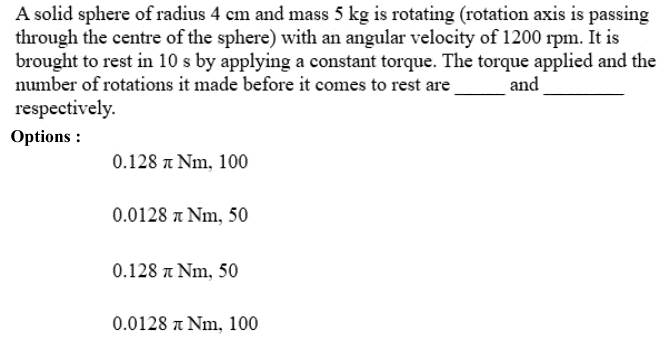 A solid sphere of radius 4 cm and mass 5 kg is rotating (rotation axis is passing
through the centre of the sphere) with an angular velocity of 1200 rpm. It is
brought to rest in 10 s by applying a constant torque. The torque applied and the
number of rotations it made before it comes to rest are _____ and ________
respectively.
Options :
0.128 π Nm, 100
0.0128 π Nm, 50
0.128 π Nm, 50
0.0128 π Nm, 100